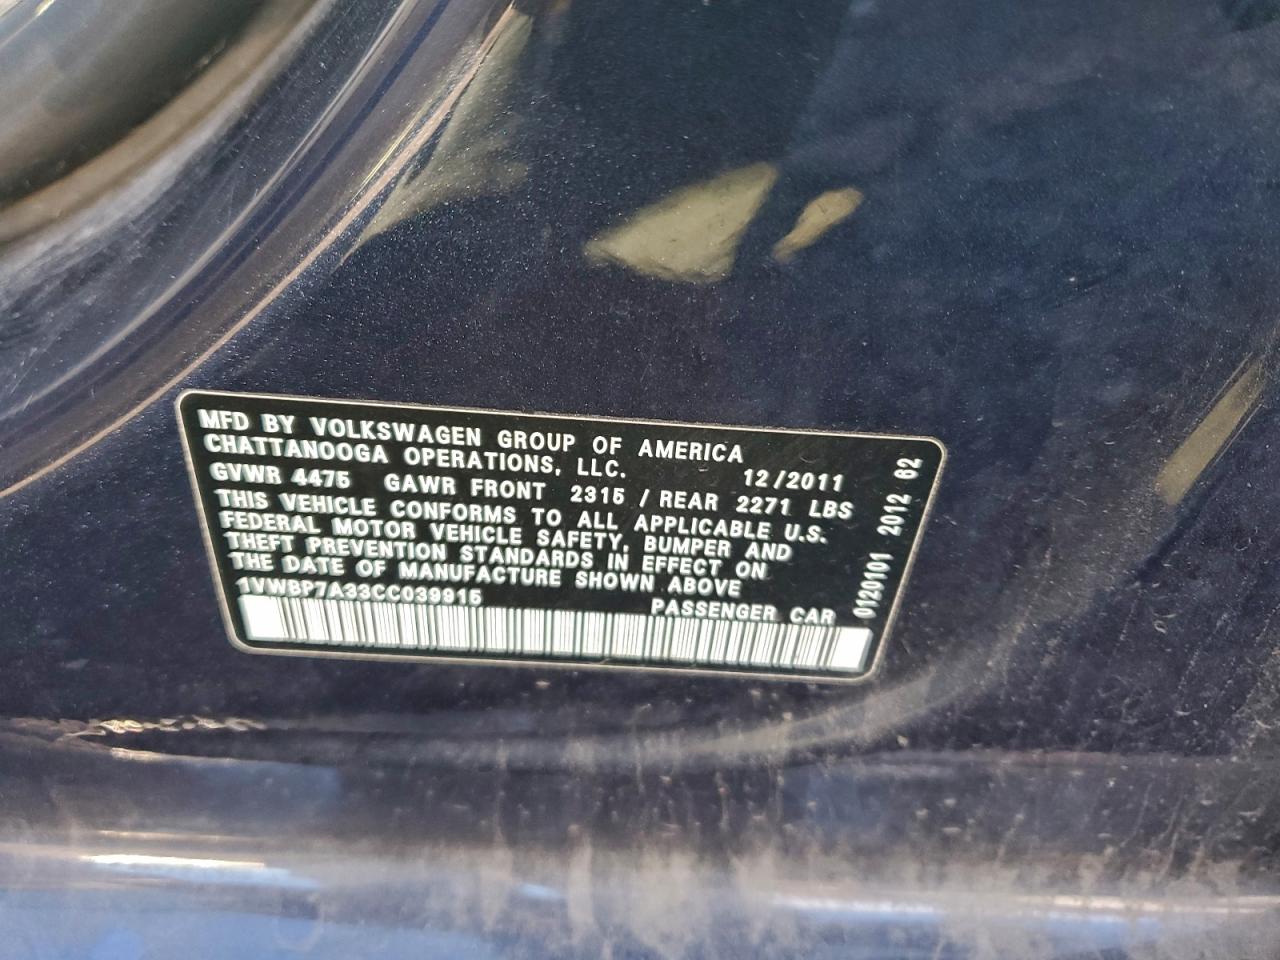 MFD BY VOLKSWAGEN GROUP OF AMERICA
CHATTANOOGA OPERATIONS, LLC. 12/2011
GVWR 4475 GAWR FRONT 2315 / REAR 2271 LBS
THIS VEHICLE CONFORMS TO ALL APPLICABLE U.S.
FEDERAL MOTOR VEHICLE SAFETY, BUMPER AND
THEFT PREVENTION STANDARDS IN EFFECT ON
THE DATE OF MANUFACTURE SHOWN ABOVE
1VWBP7A33CC039915 PASSENGER CAR
0120101 2012 62